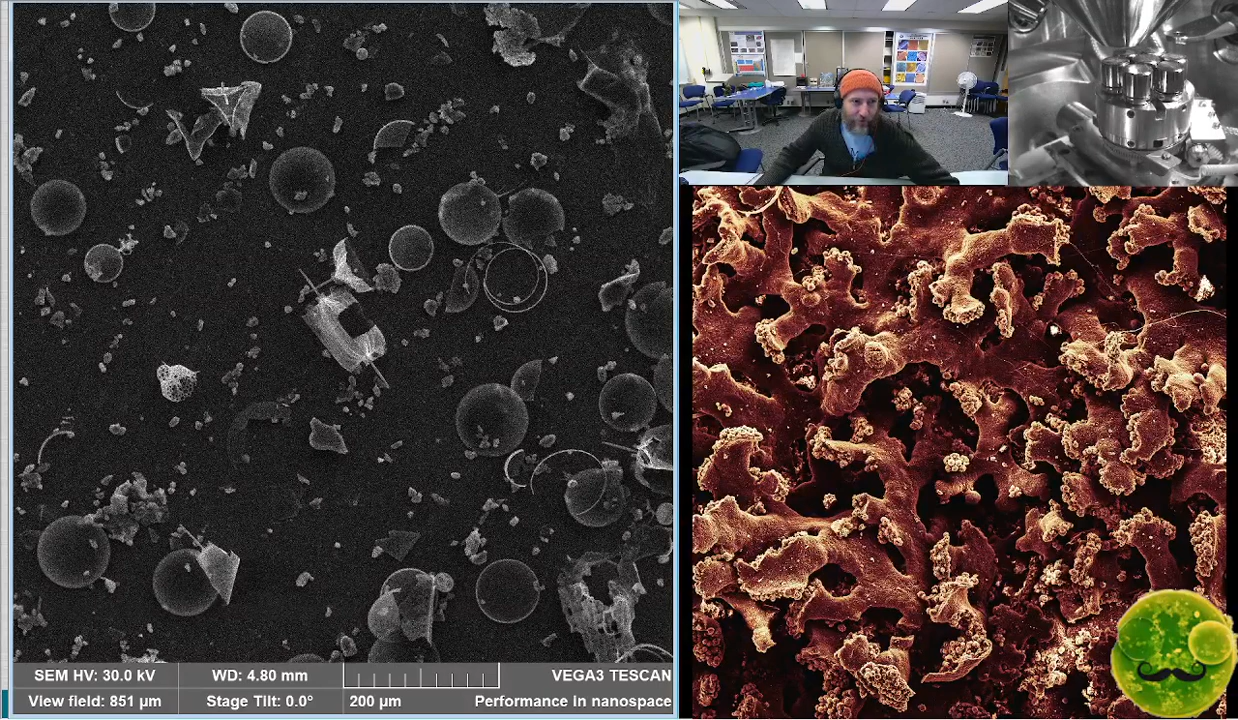 SEM HV: 30.0 kV WD: 4.80 mm VEGA3 TESCAN
View field: 851 µm Stage Tilt: 0.0° 200 µm Performance in nanospace